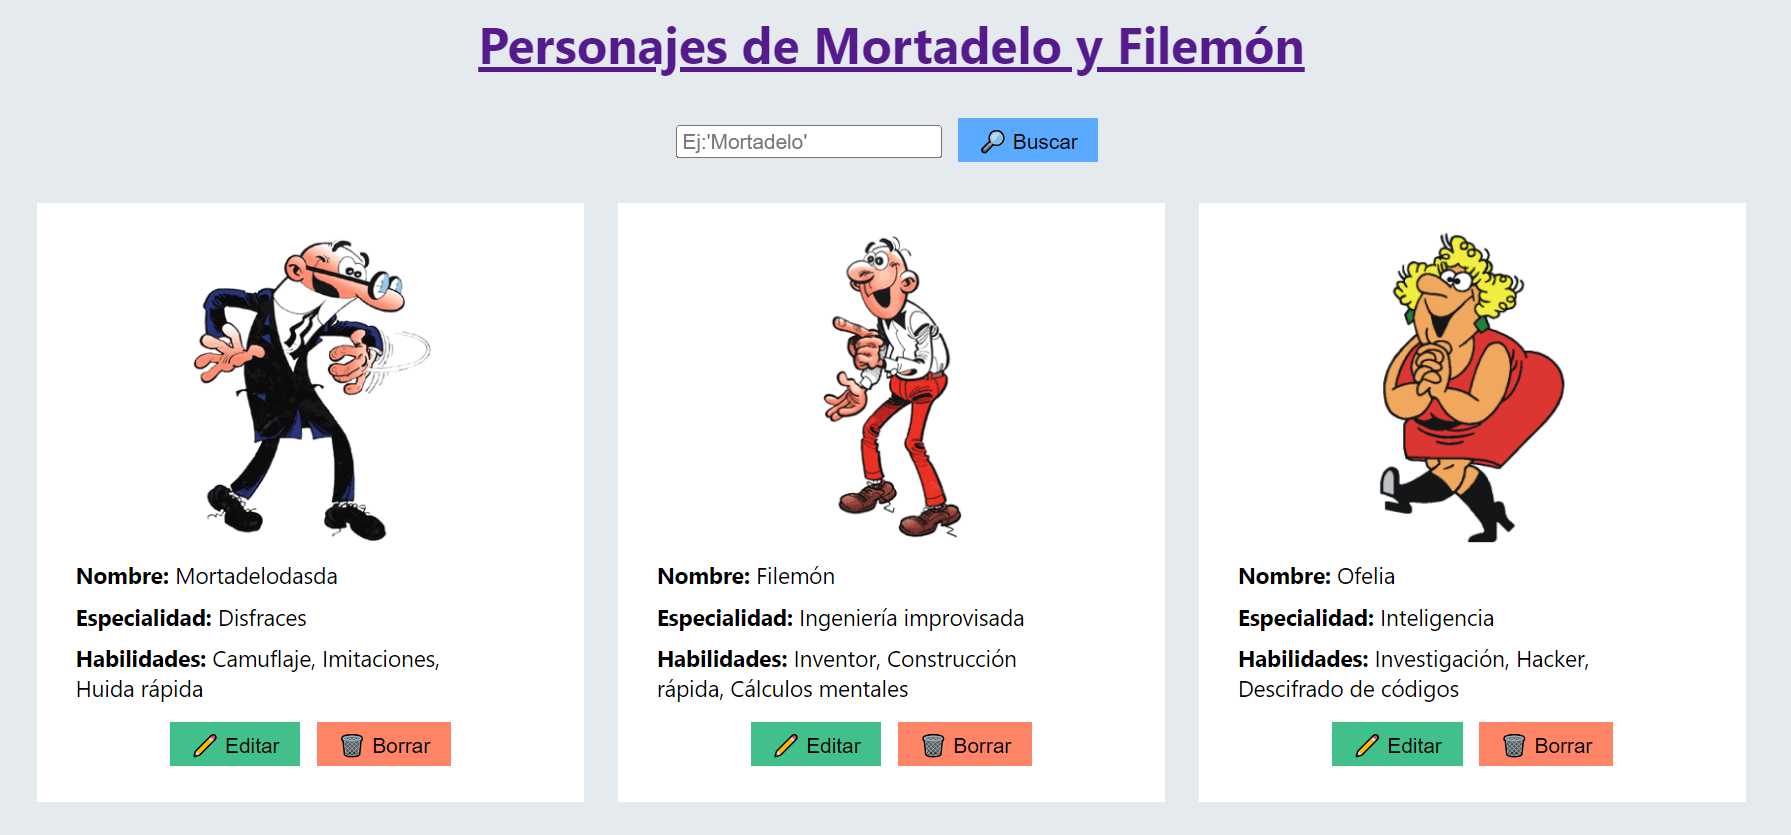 Personajes de Mortadelo y Filemón
Ej:'Mortadelo'
Buscar
Nombre: Mortadelodasda
Especialidad: Disfraces
Habilidades: Camuflaje, Imitaciones,
Huida rápida
Editar
Borrar
Nombre: Filemón
Especialidad: Ingeniería improvisada
Habilidades: Inventor, Construcción
rápida, Cálculos mentales
Editar
Borrar
Nombre: Ofelia
Especialidad: Inteligencia
Habilidades: Investigación, Hacker,
Descifrado de códigos
Editar
Borrar